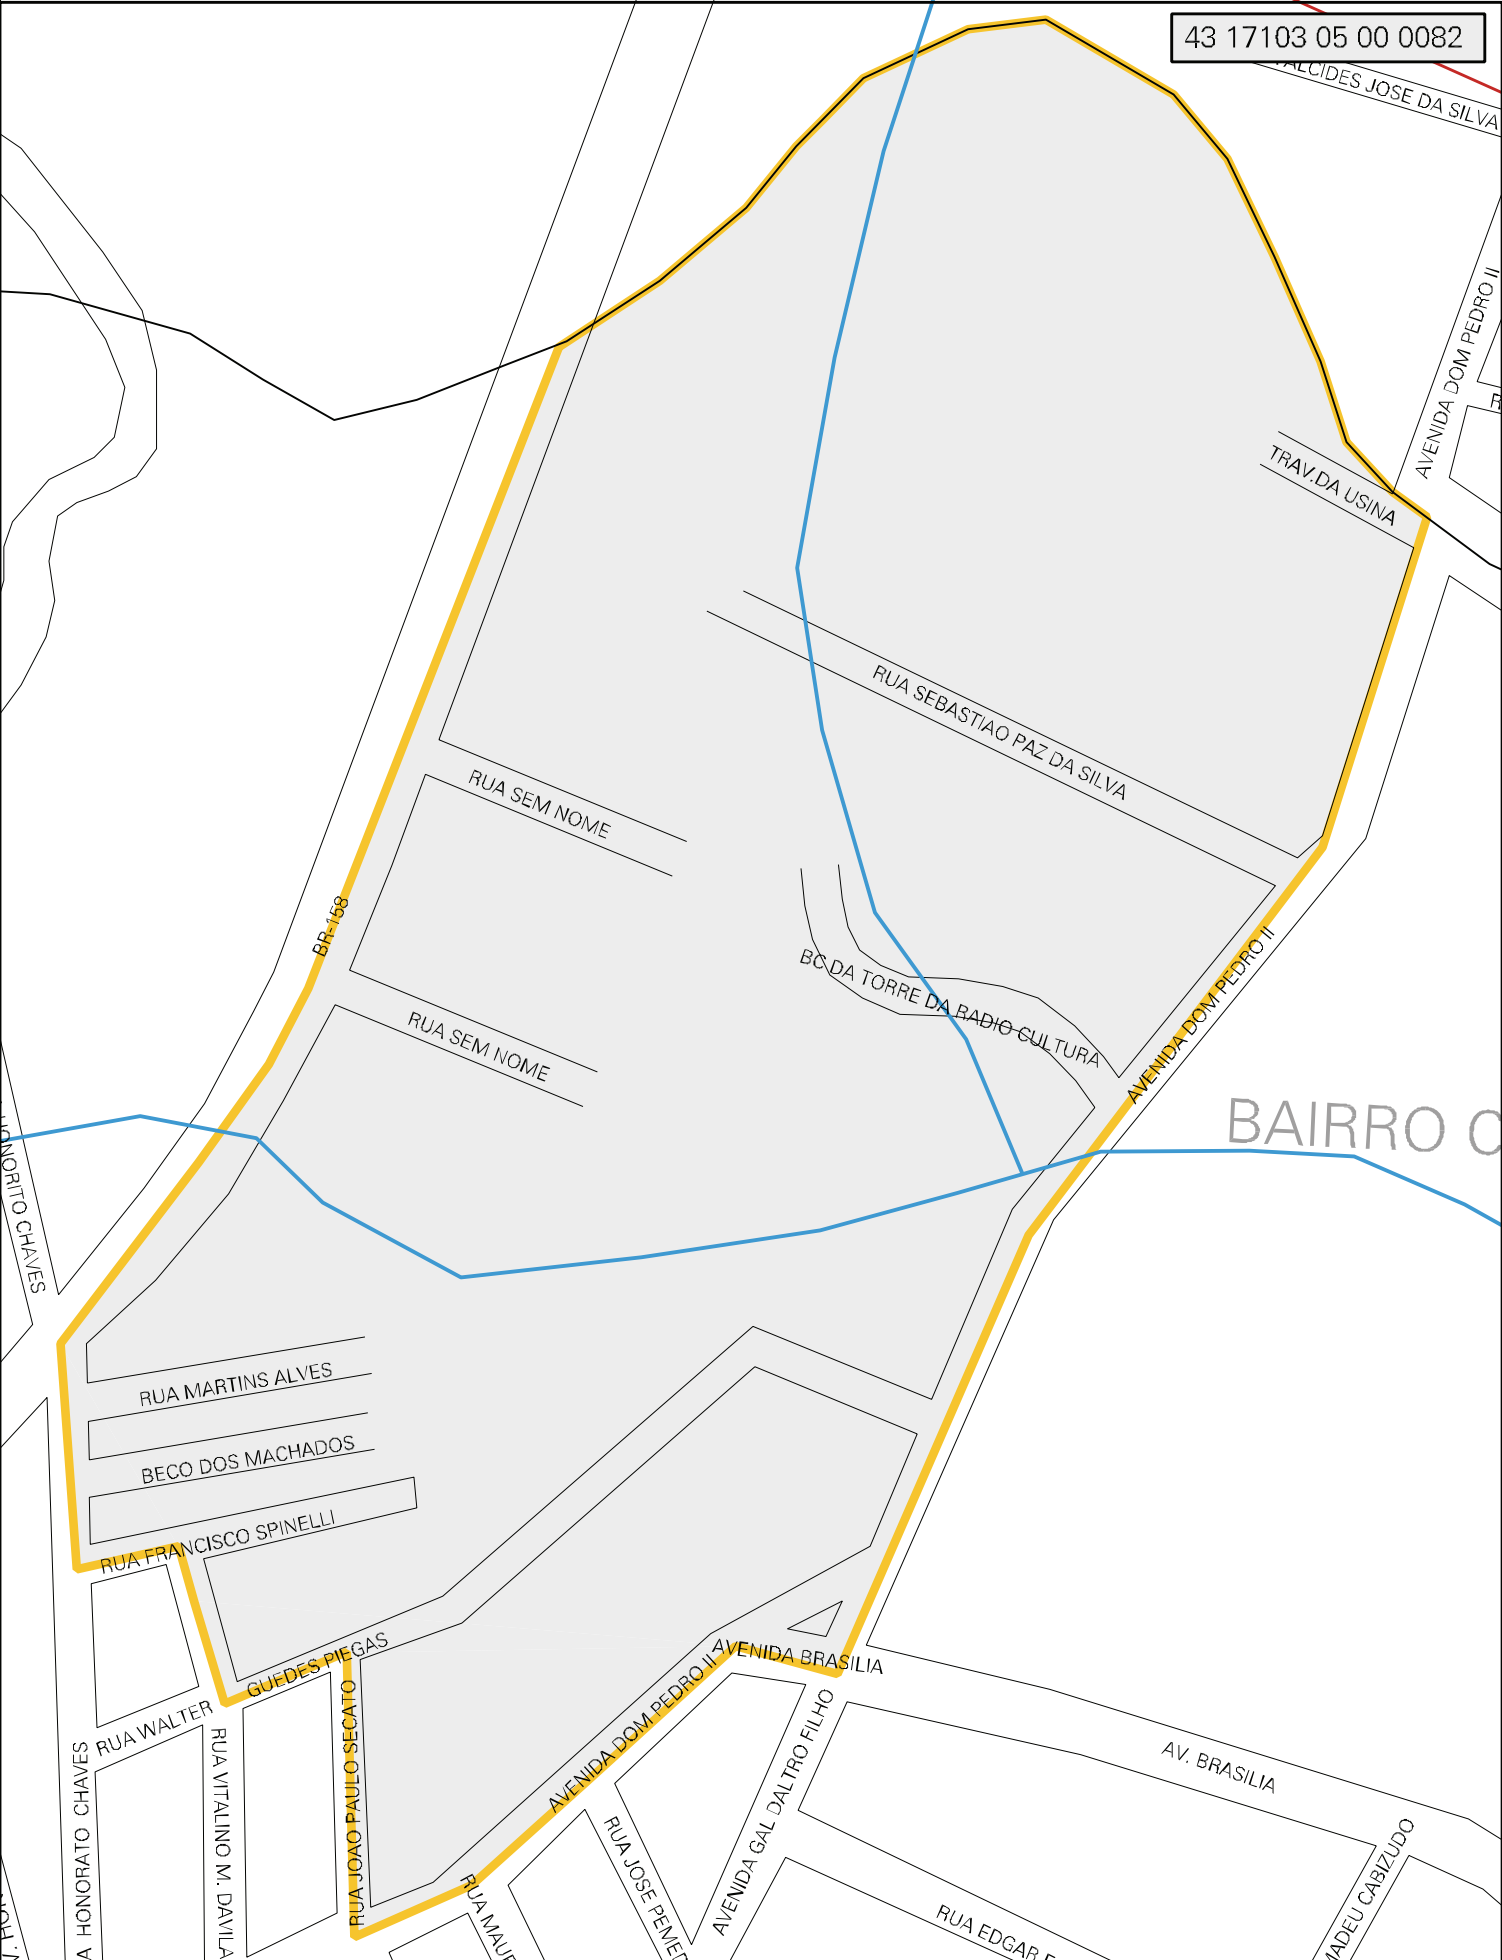 43 17103 05 00 0082
ALCIDES JOSE DA SILVA
AVENIDA DOM PEDRO II
R
TRAV.DA USINA
RUA SEBASTIAO PAZ DA SILVA
RUA SEM NOME
BR-158
BC DA TORRE DA RADIO CULTURA
AVENIDA DOM PEDRO II
RUA SEM NOME
BAIRRO C
HONORITO CHAVES
RUA MARTINS ALVES
BECO DOS MACHADOS
RUA FRANCISCO SPINELLI
GUEDES PIEGAS
RUA WALTER
AVENIDA BRASILIA
AVENIDA DOM PEDRO II
RUA JOAO PAULO SECATO
RUA VITALINO M. DAVILA
A HONORATO CHAVES
AVENIDA GAL DALTRO FILHO
AV. BRASILIA
RUA JOSE PEMER
RUA MAUR
RUA EDGAR
MADEU CABIZUDO